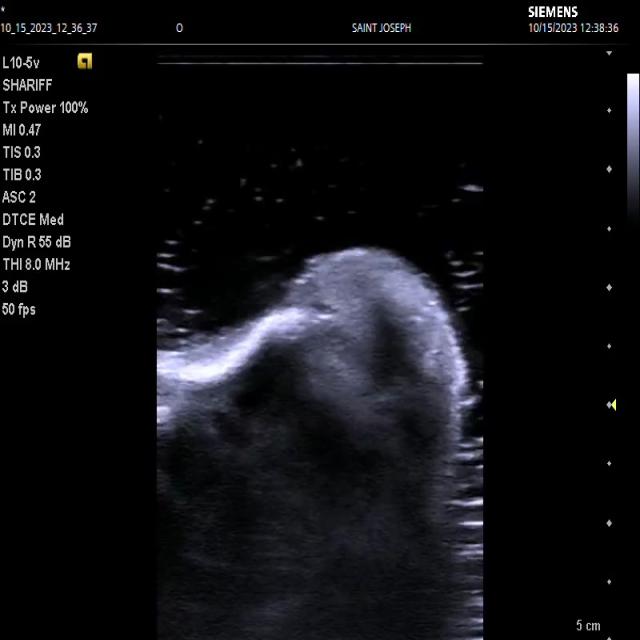 *
SIEMENS
10_15_2023_12_36_37 O SAINT JOSEPH 10/15/2023 12:38:36
L10-5v
SHARIFF
Tx Power 100%
MI 0.47
TIS 0.3
TIB 0.3
ASC 2
DTCE Med
Dyn R 55 dB
THI 8.0 MHz
3 dB
50 fps
5 cm